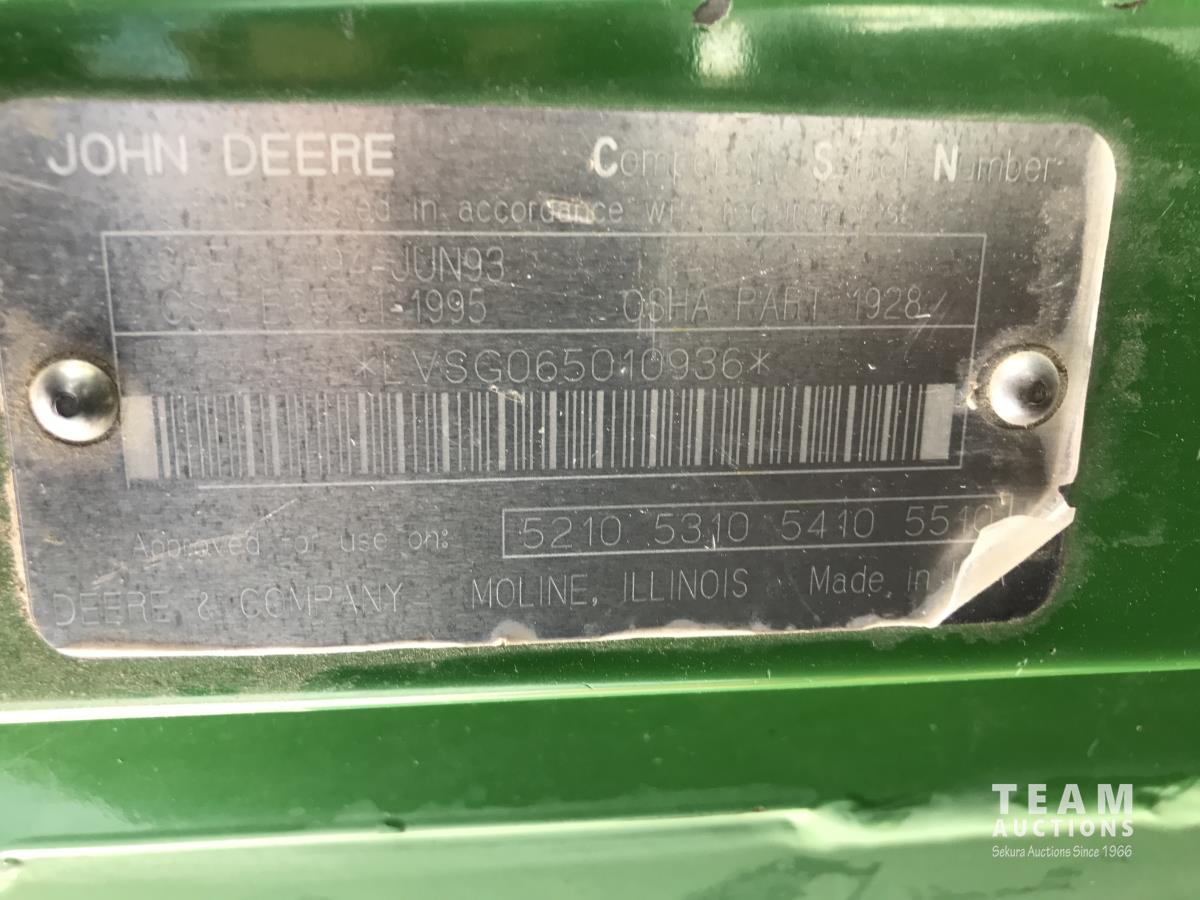 JOHN DEERE Component Serial Number
in accordance with requirements:
JUN93
1995 OSHA PART 1928
*LVSG065010936*
Approved for use on: 5210 5310 5410 5510
DEERE & COMPANY MOLINE, ILLINOIS Made in
TEAM
AUCTIONS
Sekura Auctions Since 1966